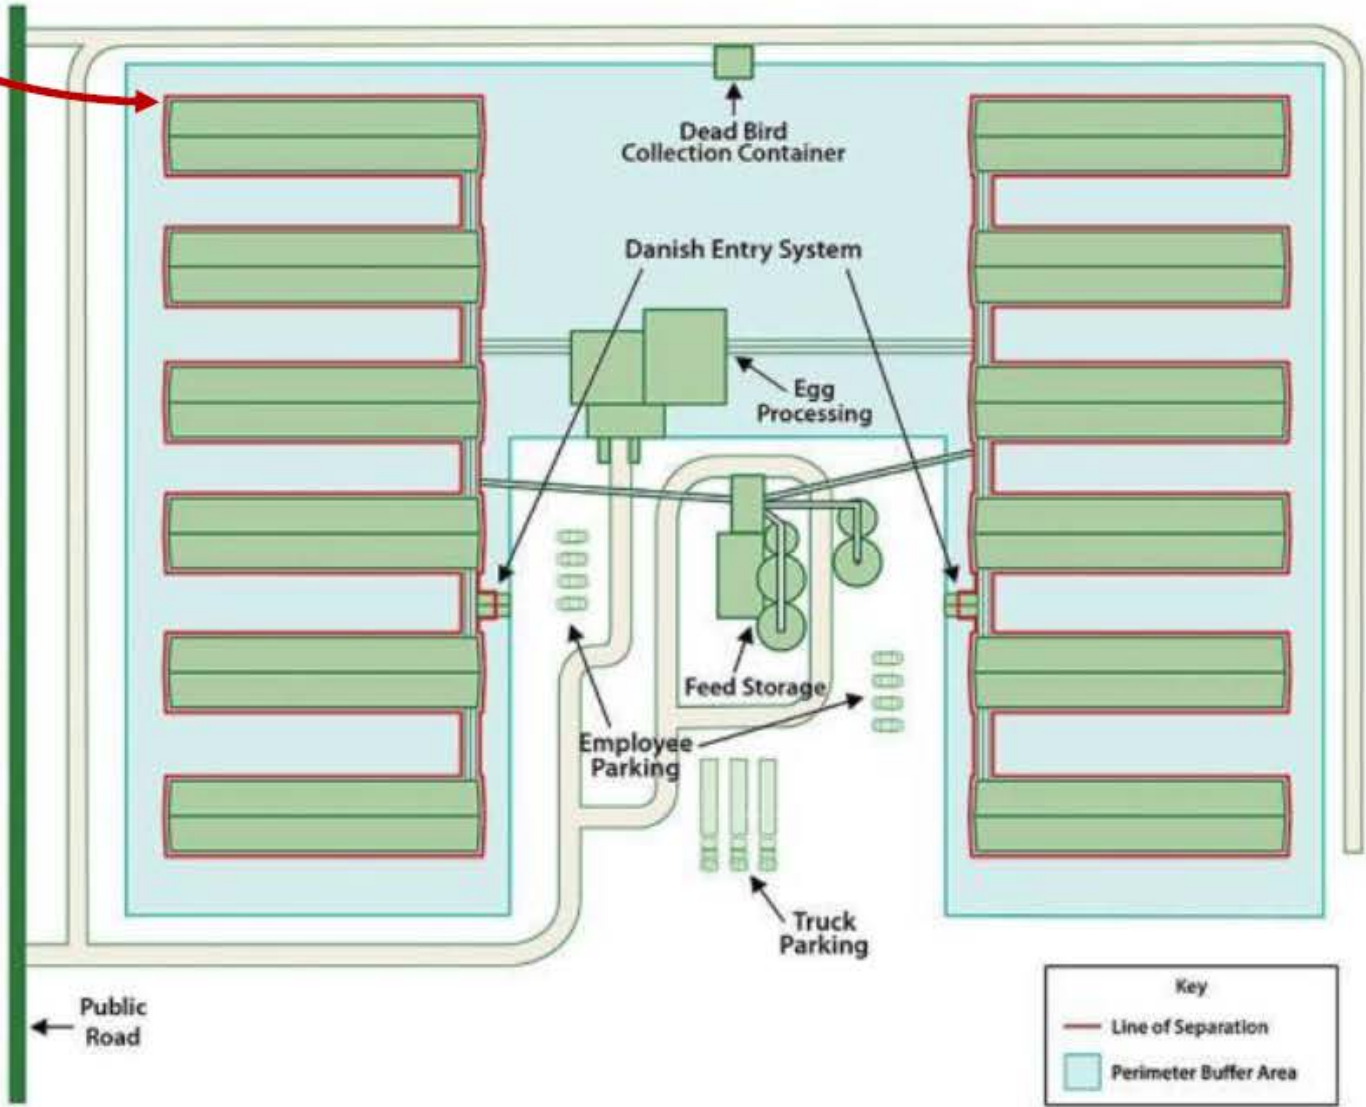 Dead Bird
Collection Container
Danish Entry System
Egg
Processing
Feed Storage
Employee
Parking
Truck
Parking
Public
Road
Key
Line of Separation
Perimeter Buffer Area